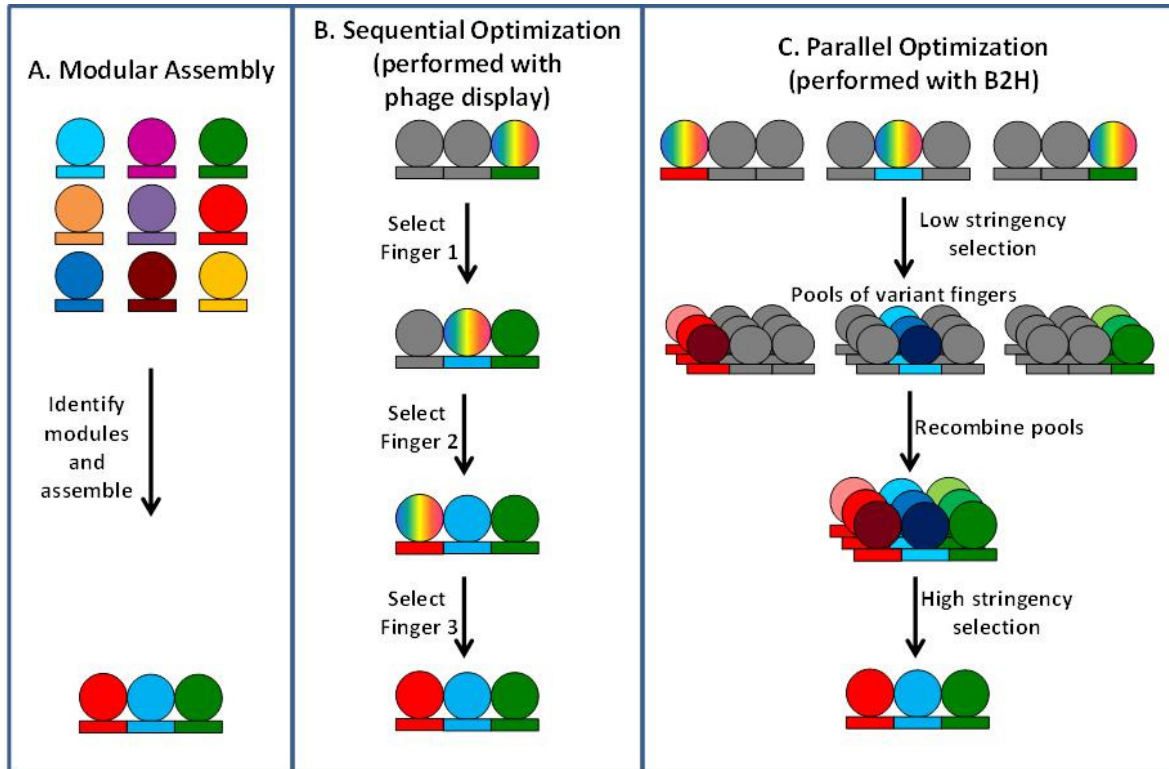 A. Modular Assembly
Identify
modules
and
assemble
B. Sequential Optimization
(performed with
phage display)
Select
Finger 1
Select
Finger 2
Select
Finger 3
C. Parallel Optimization
(performed with B2H)
Low stringency
selection
Pools of variant fingers
Recombine pools
High stringency
selection